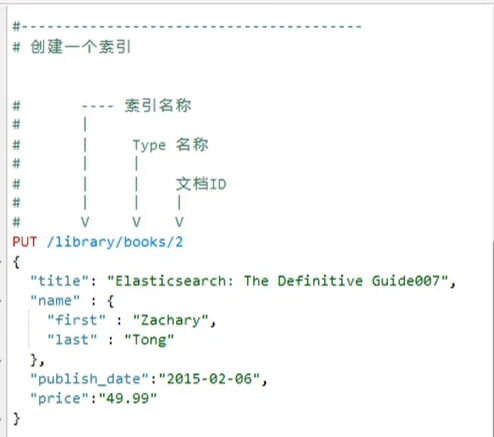 #---------------------------------------
# 创建一个索引
#       ---- 索引名称
#       |
#       |     Type 名称
#       |     |
#       |     |    文档ID
#       |     |    |
#       V     V    V
PUT /library/books/2
{
  "title": "Elasticsearch: The Definitive Guide007",
  "name" : {
    "first" : "Zachary",
    "last" : "Tong"
  },
  "publish_date":"2015-02-06",
  "price":"49.99"
}